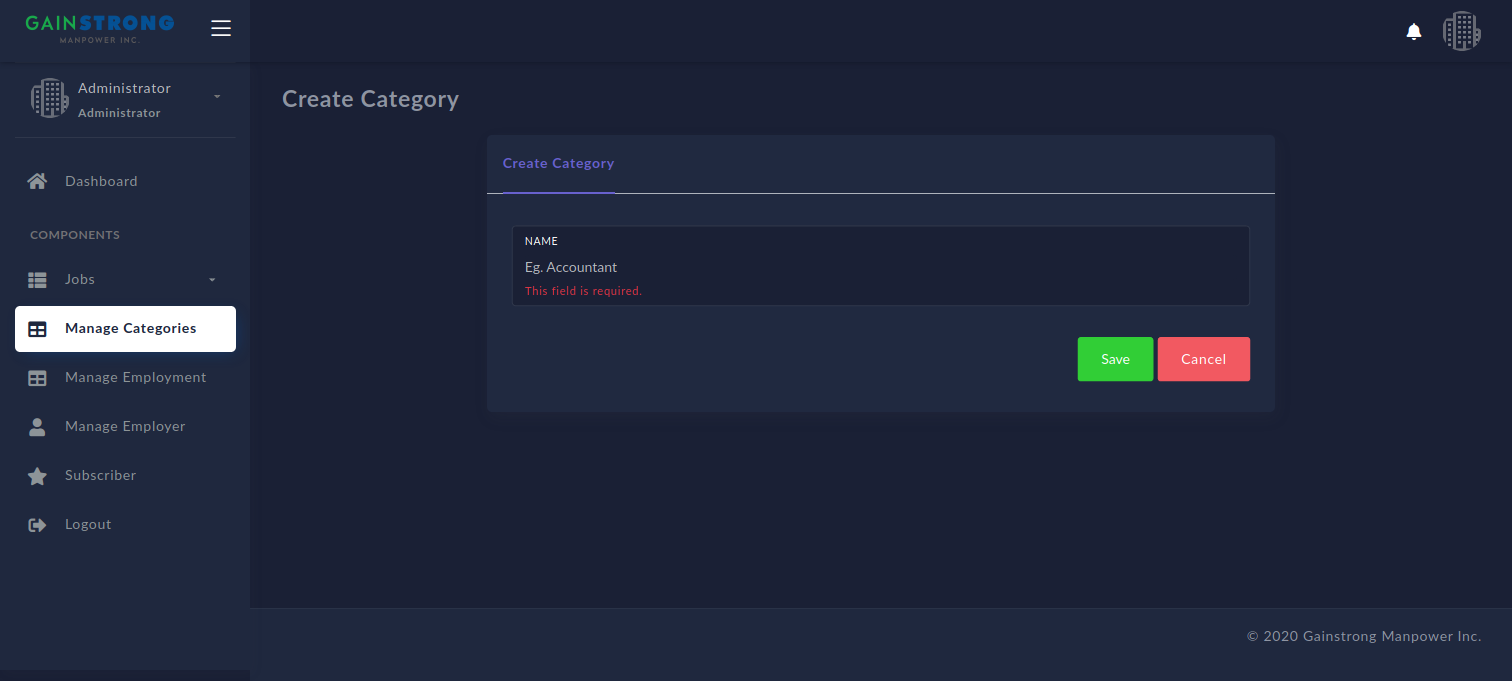 GAINSTRONG
MANPOWER INC.
Administrator
Administrator
Dashboard
COMPONENTS
Jobs
Manage Categories
Manage Employment
Manage Employer
Subscriber
Logout
Create Category
Create Category
NAME
Eg. Accountant
This field is required.
Save
Cancel
© 2020 Gainstrong Manpower Inc.